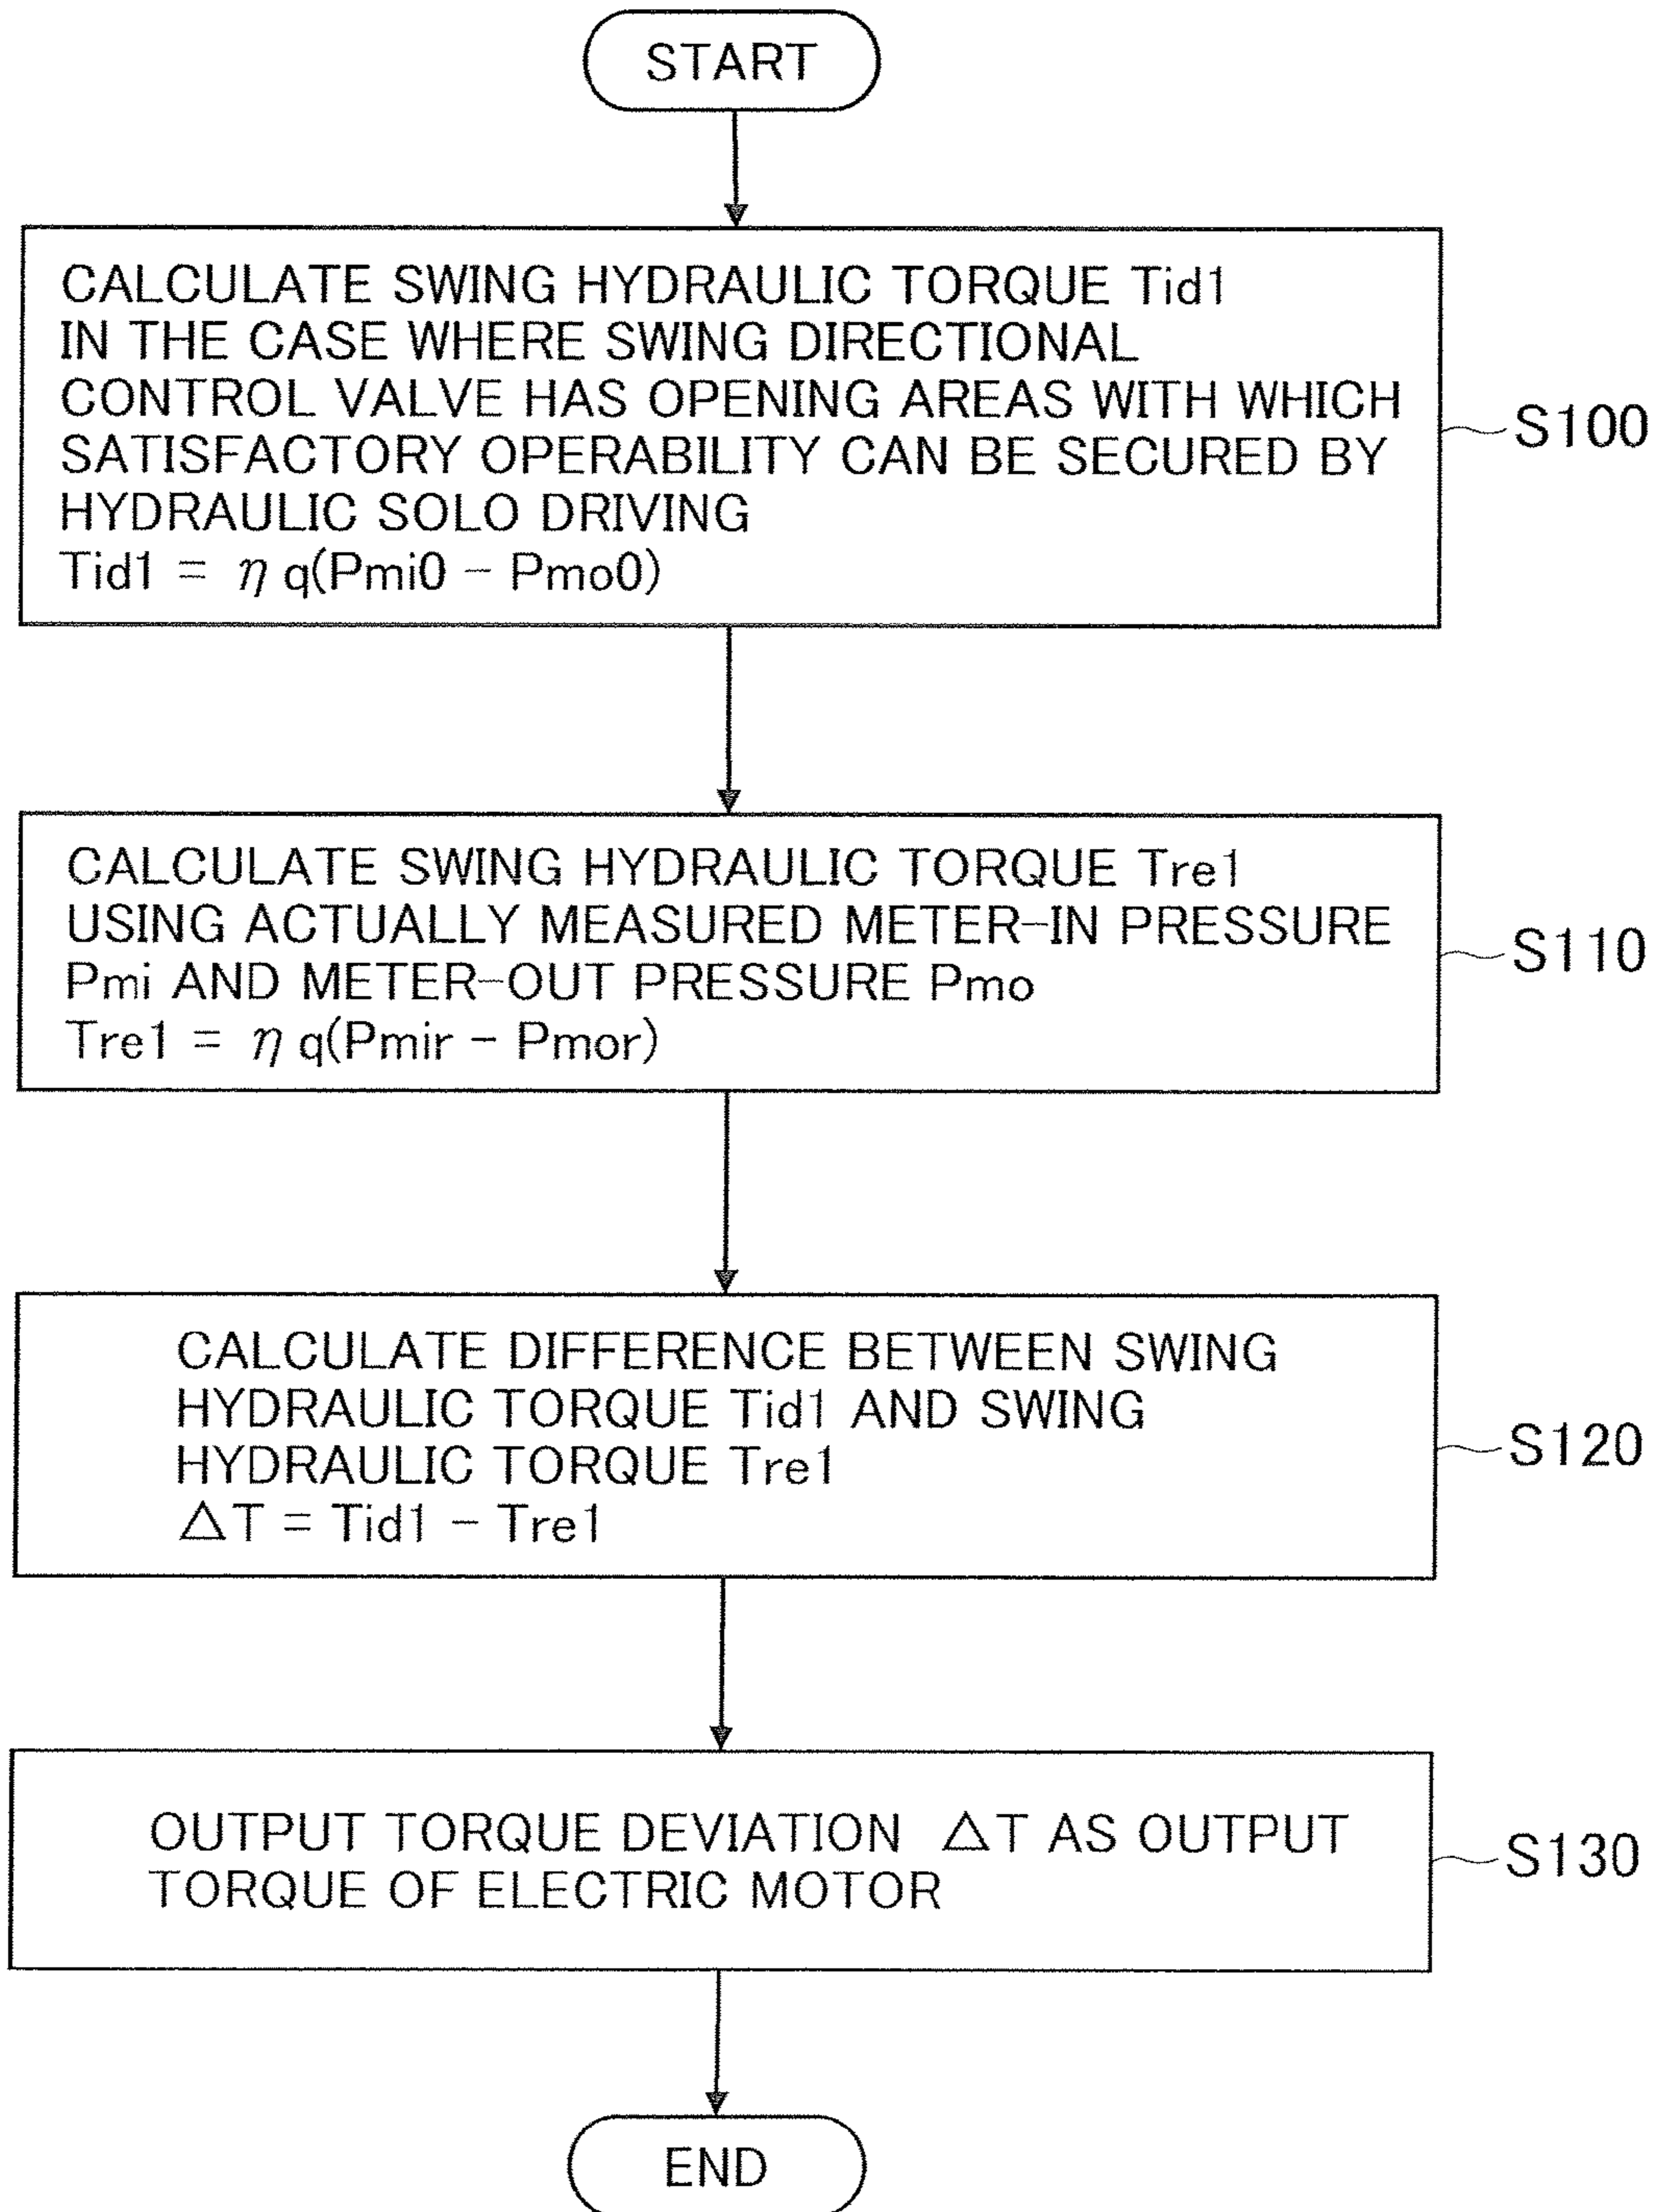 START
CALCULATE SWING HYDRAULIC TORQUE Tid1
IN THE CASE WHERE SWING DIRECTIONAL
CONTROL VALVE HAS OPENING AREAS WITH WHICH
SATISFACTORY OPERABILITY CAN BE SECURED BY
HYDRAULIC SOLO DRIVING
Tid1 = η q(Pmi0 - Pmo0)
S100
CALCULATE SWING HYDRAULIC TORQUE Tre1
USING ACTUALLY MEASURED METER-IN PRESSURE
Pmi AND METER-OUT PRESSURE Pmo
Tre1 = η q(Pmir - Pmor)
S110
CALCULATE DIFFERENCE BETWEEN SWING
HYDRAULIC TORQUE Tid1 AND SWING
HYDRAULIC TORQUE Tre1
△T = Tid1 - Tre1
S120
OUTPUT TORQUE DEVIATION △T AS OUTPUT
TORQUE OF ELECTRIC MOTOR
S130
END